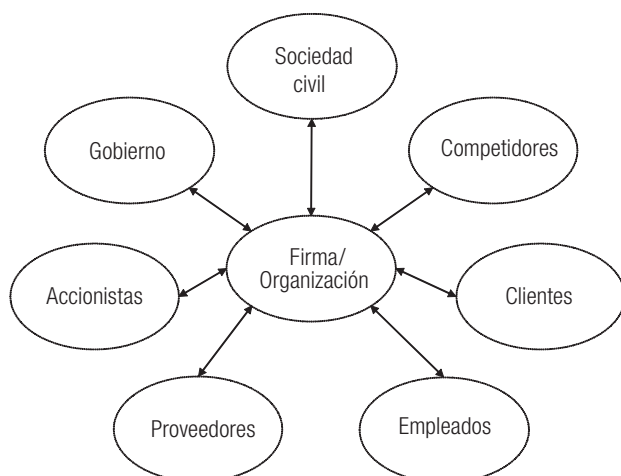 Sociedad
civil
Gobierno
Competidores
Firma/
Organización
Accionistas
Clientes
Proveedores
Empleados